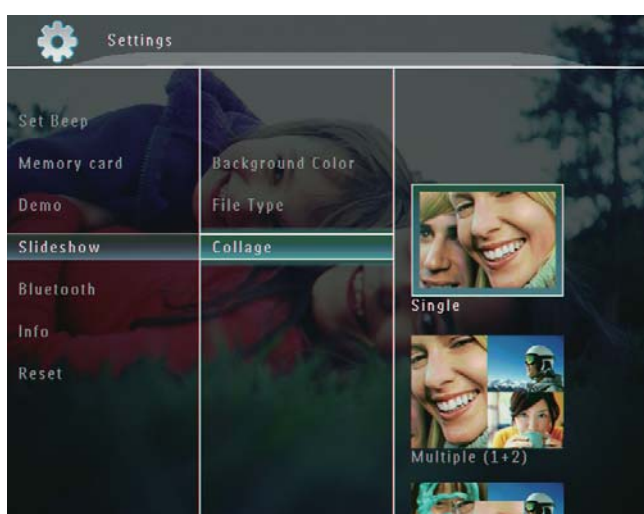 Settings
Set Beep
Memory card
Demo
Slideshow
Bluetooth
Info
Reset
Background Color
File Type
Collage
Single
Multiple (1+2)